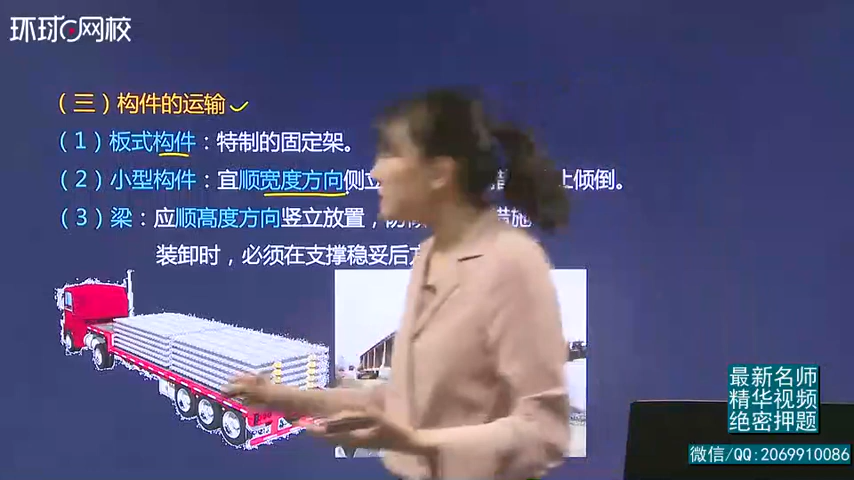 环球网校
（三）构件的运输
（1）板式构件：特制的固定架。
（2）小型构件：宜顺宽度方向侧立 上倾倒。
（3）梁：应顺高度方向竖立放置， 措施
装卸时，必须在支撑稳妥后
最新名师
精华视频
绝密押题
微信/QQ:2069910086